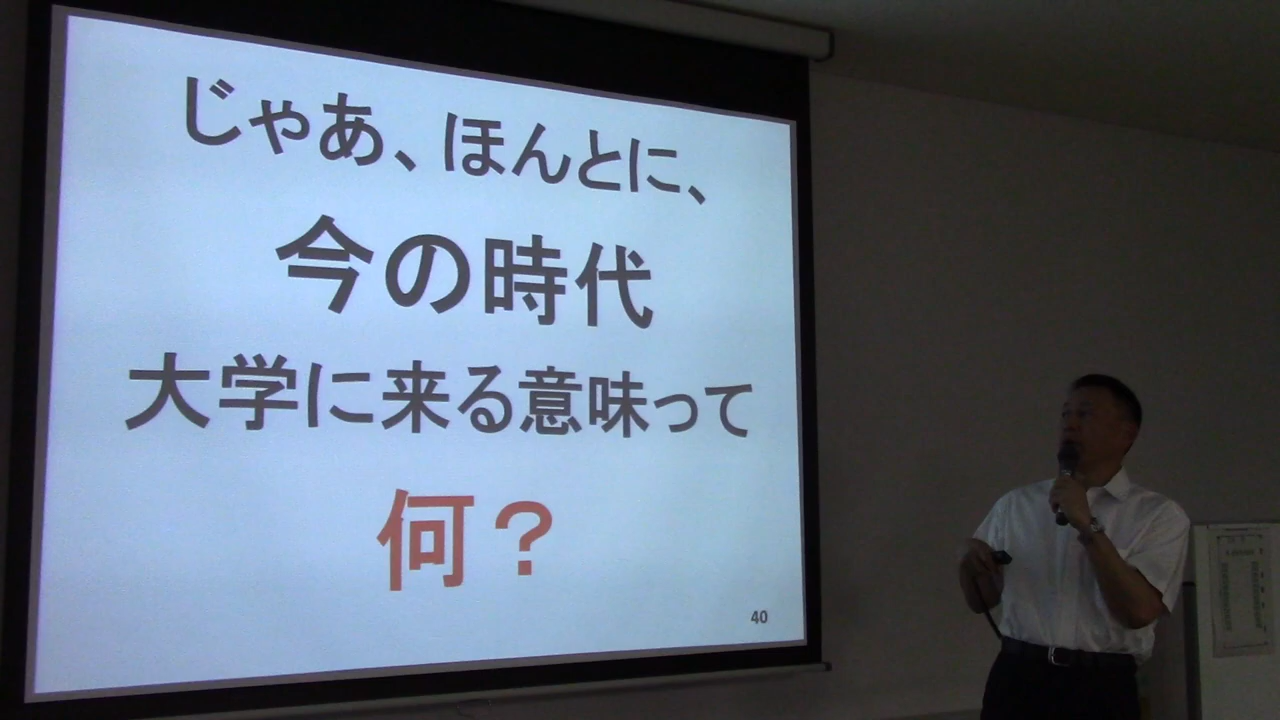 じゃあ、ほんとに、
今の時代
大学に来る意味って
何？
40